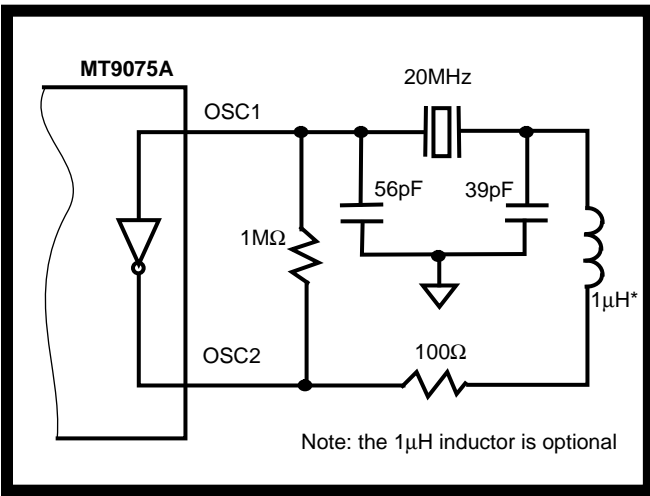 MT9075A
20MHz
OSC1
56pF
39pF
1MΩ
1µH*
OSC2
100Ω
Note: the 1µH inductor is optional